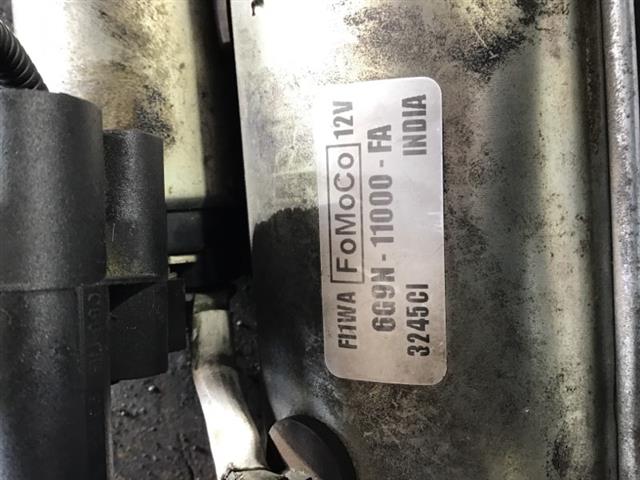 FI1WA FoMoCo 12V
6G9N - 11000 - FA
3245CI INDIA